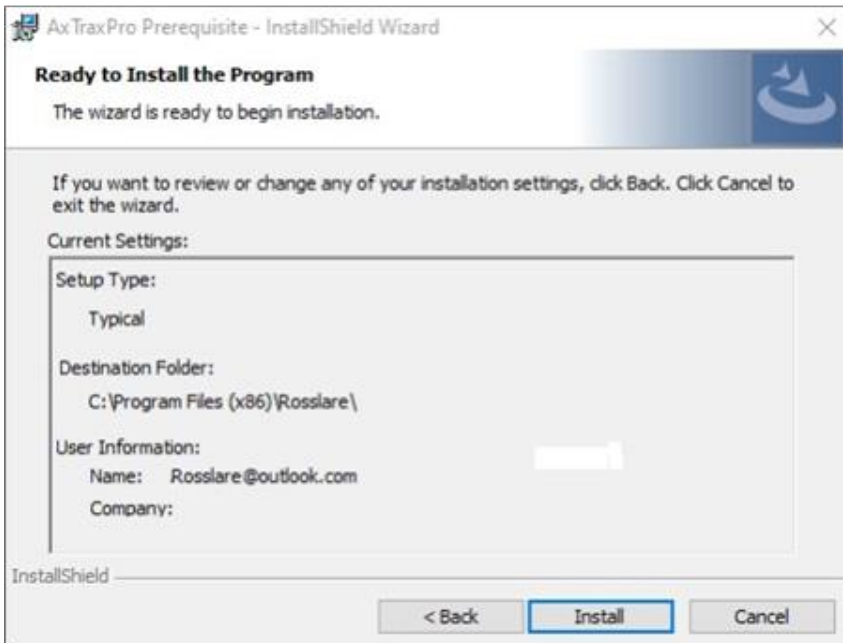 AxTraxPro Prerequisite - InstallShield Wizard
Ready to Install the Program
The wizard is ready to begin installation.
If you want to review or change any of your installation settings, click Back. Click Cancel to
exit the wizard.
Current Settings:
Setup Type:
Typical
Destination Folder:
C:\Program Files (x86)\Rosslare\
User Information:
Name: Rosslare@outlook.com
Company:
InstallShield
< Back Install Cancel